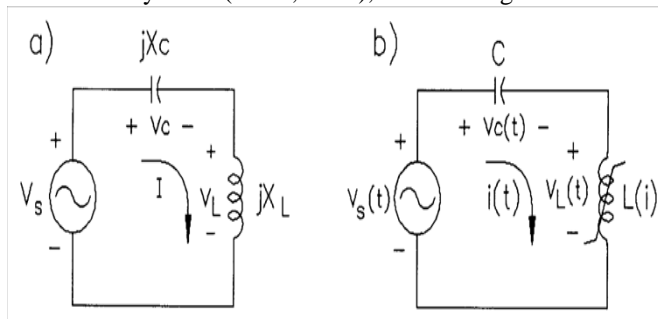 a)
jXc
+ Vc -
+
+
Vs
I
VL
jXL
-
-
b)
C
+ Vc(t) -
+
+
Vs(t)
i(t)
VL(t)
L(i)
-
-